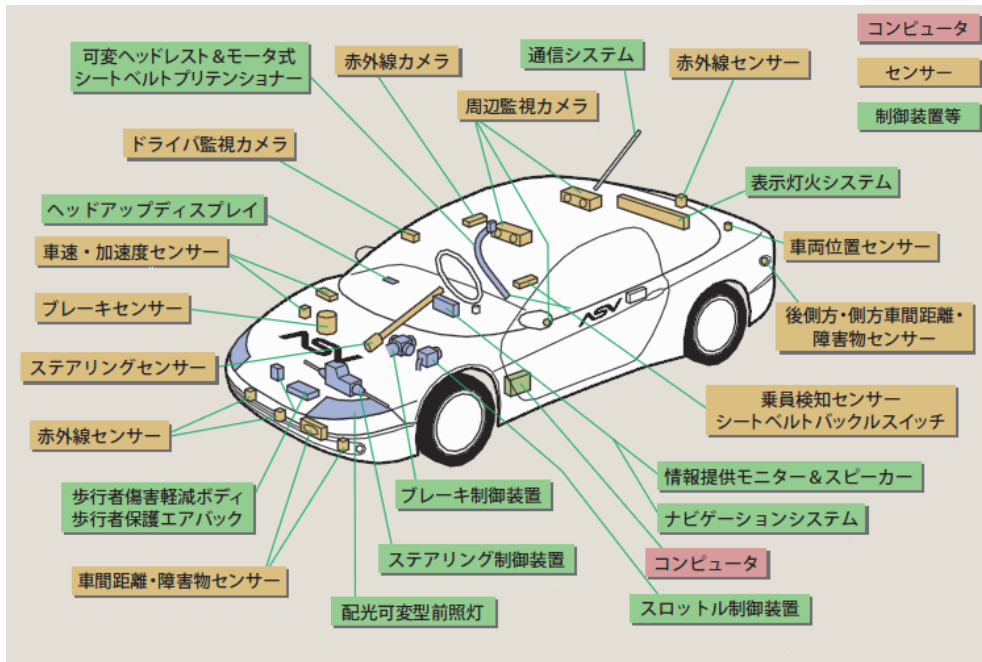 コンピュータ
センサー
制御装置等
可変ヘッドレスト＆モータ式
シートベルトプリテンショナー
赤外線カメラ
通信システム
赤外線センサー
周辺監視カメラ
ドライバ監視カメラ
表示灯火システム
ヘッドアップディスプレイ
車速・加速度センサー
車両位置センサー
ブレーキセンサー
後側方・側方車間距離・
障害物センサー
ASV
ASV
ステアリングセンサー
乗員検知センサー
シートベルトバックルスイッチ
赤外線センサー
情報提供モニター＆スピーカー
歩行者傷害軽減ボディ
歩行者保護エアバック
ブレーキ制御装置
ナビゲーションシステム
ステアリング制御装置
コンピュータ
車間距離・障害物センサー
配光可変型前照灯
スロットル制御装置